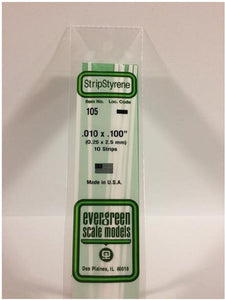 StripStyrene
Item No. Loc. Code
105
.010 x .100"
(0.25 x 2.5 mm)
10 Strips
Made in U.S.A.
evergreen
scale models
Des Plaines, IL 60018